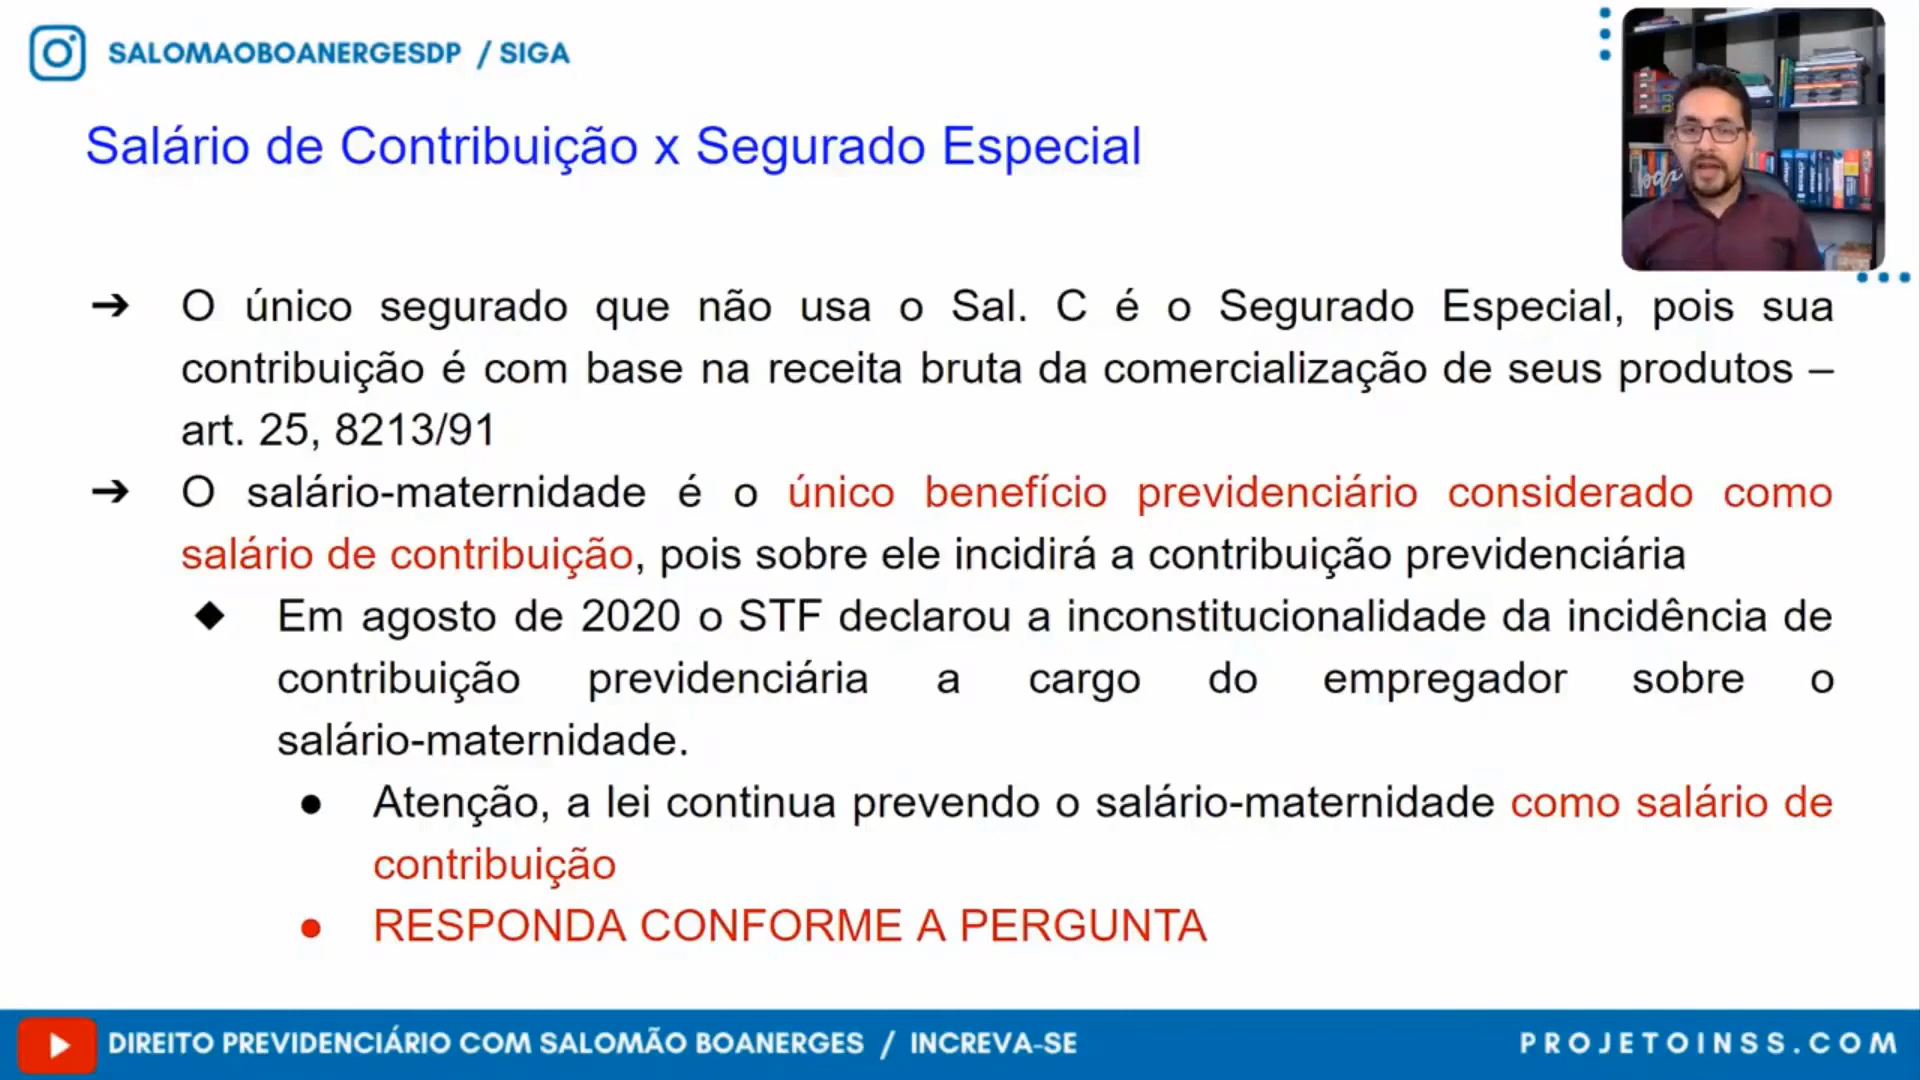 SALOMAOBOANERGESDP / SIGA
Salário de Contribuição x Segurado Especial
➔ O único segurado que não usa o Sal. C é o Segurado Especial, pois sua
contribuição é com base na receita bruta da comercialização de seus produtos –
art. 25, 8213/91
➔ O salário-maternidade é o único benefício previdenciário considerado como
salário de contribuição, pois sobre ele incidirá a contribuição previdenciária
◆ Em agosto de 2020 o STF declarou a inconstitucionalidade da incidência de
contribuição previdenciária a cargo do empregador sobre o
salário-maternidade.
● Atenção, a lei continua prevendo o salário-maternidade como salário de
contribuição
● RESPONDA CONFORME A PERGUNTA
DIREITO PREVIDENCIÁRIO COM SALOMÃO BOANERGES / INCREVA-SE
PROJETOINSS.COM